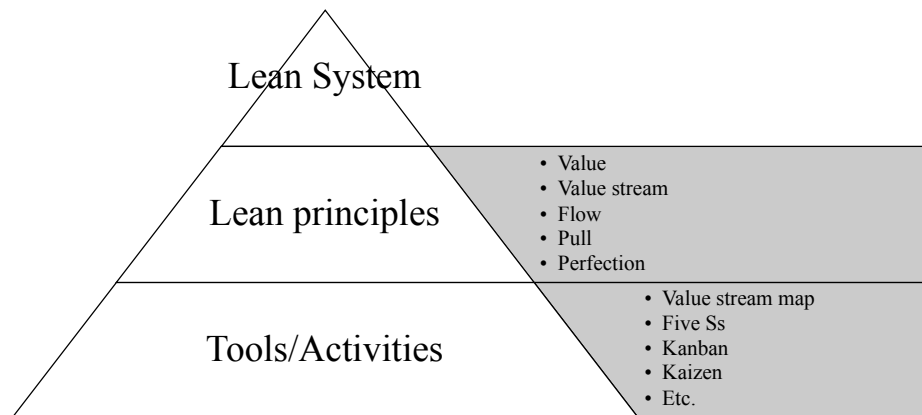 Lean System
Lean principles
• Value
• Value stream
• Flow
• Pull
• Perfection
Tools/Activities
• Value stream map
• Five Ss
• Kanban
• Kaizen
• Etc.